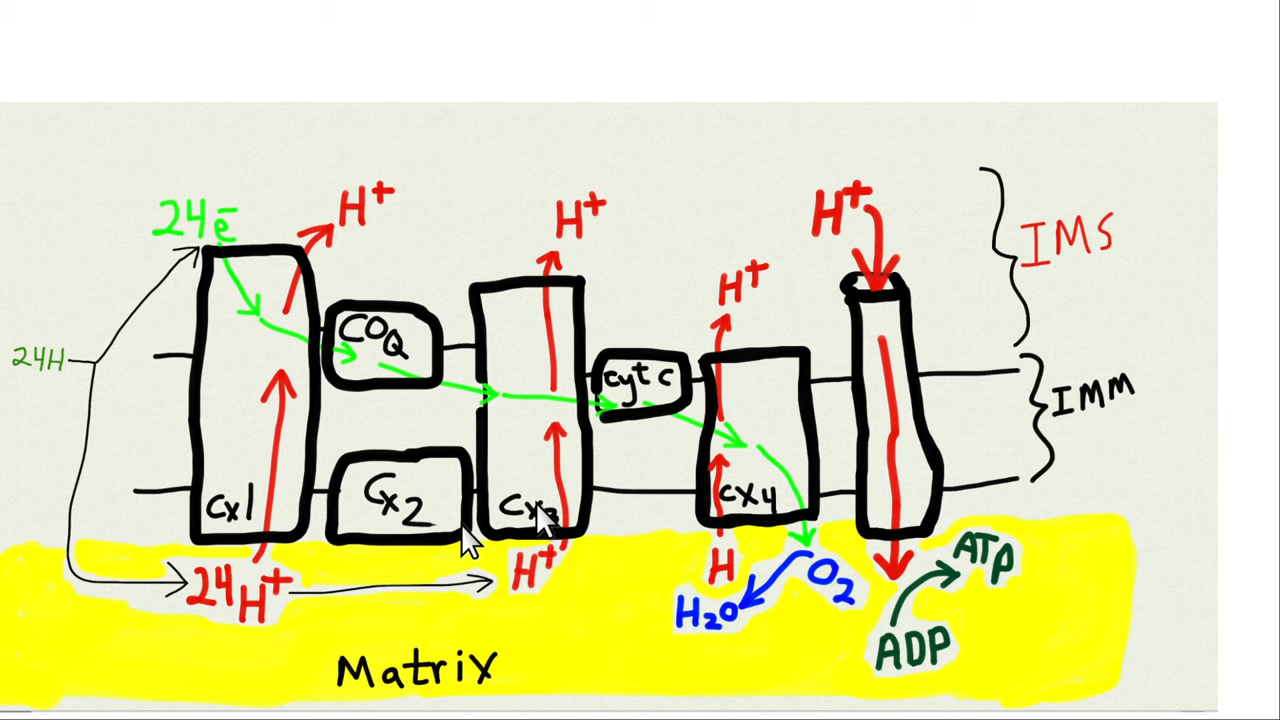 24e̅
H+
H+
H+
IMS
H+
24H
COQ
cyt c
IMM
Cx1
Cx2
Cx3
CX4
24H+
H+
H
O2
ATP
H2O
ADP
Matrix